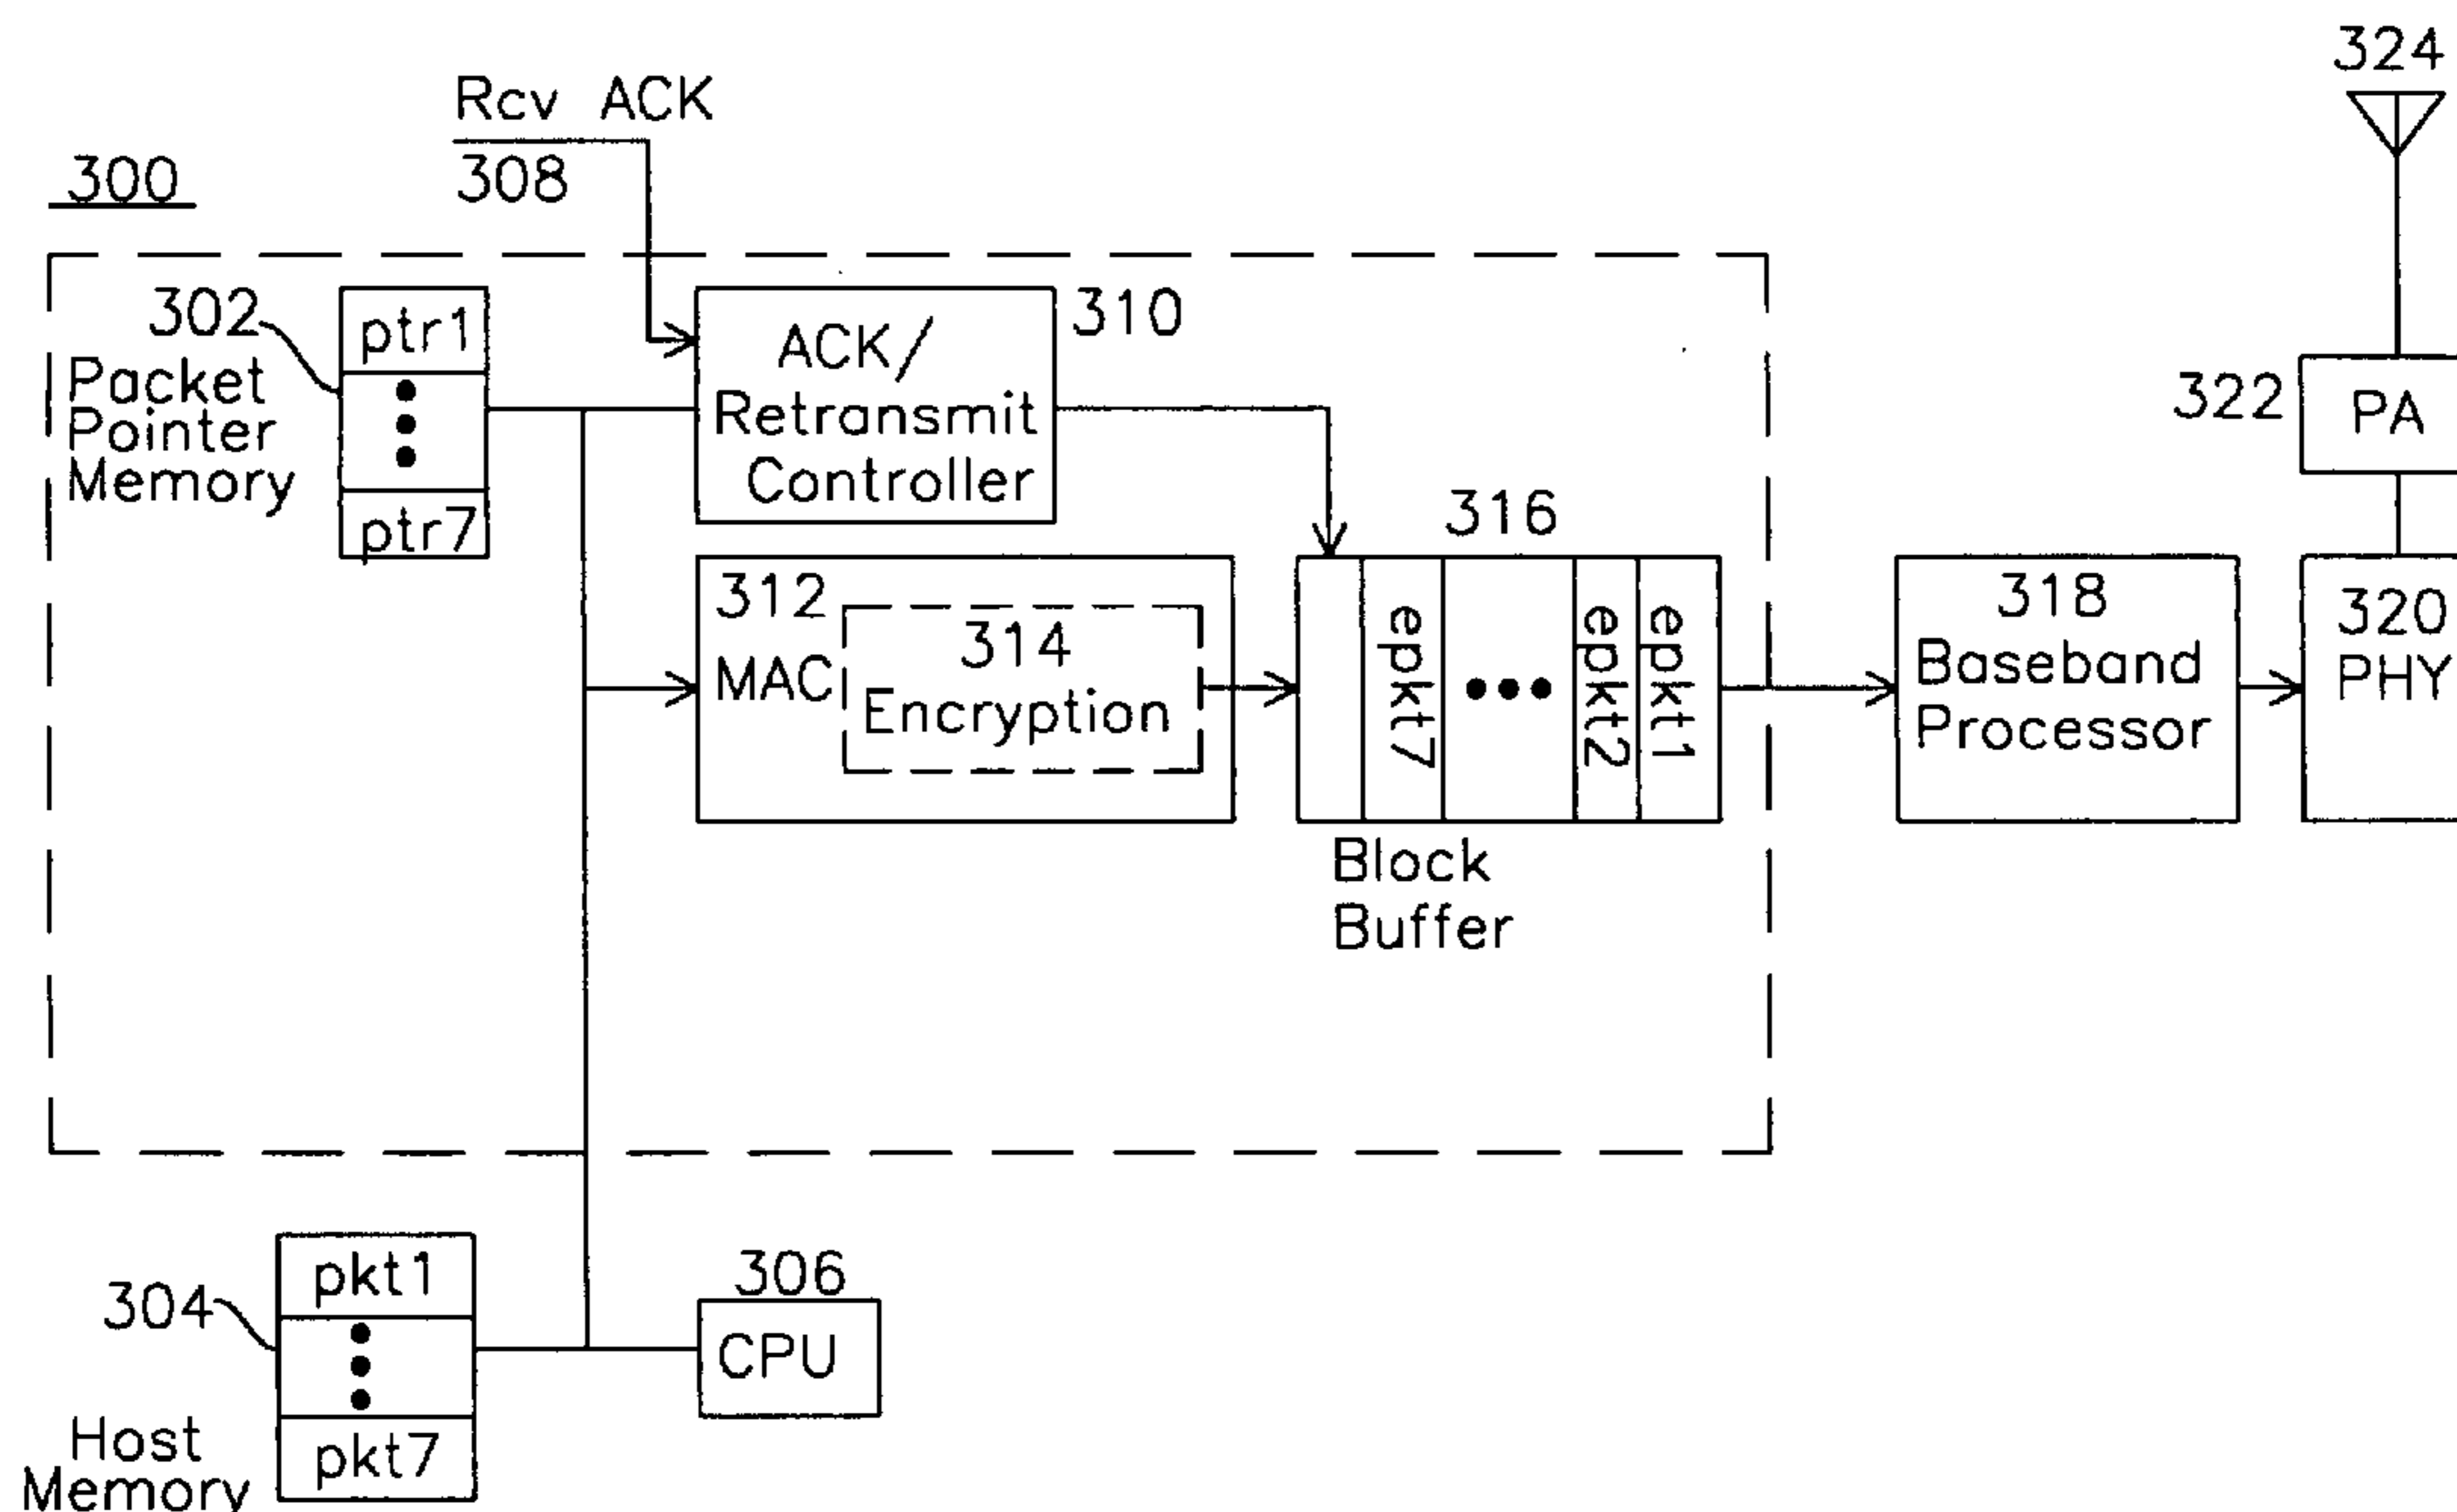 324
Rcv ACK
308
300
302
Packet
Pointer
Memory
ptr1
ptr7
ACK/
Retransmit
Controller
310
322
PA
316
312
MAC
314
Encryption
epkt7
epkt2
epkt1
Block
Buffer
318
Baseband
Processor
320
PHY
304
Host
Memory
pkt1
pkt7
306
CPU